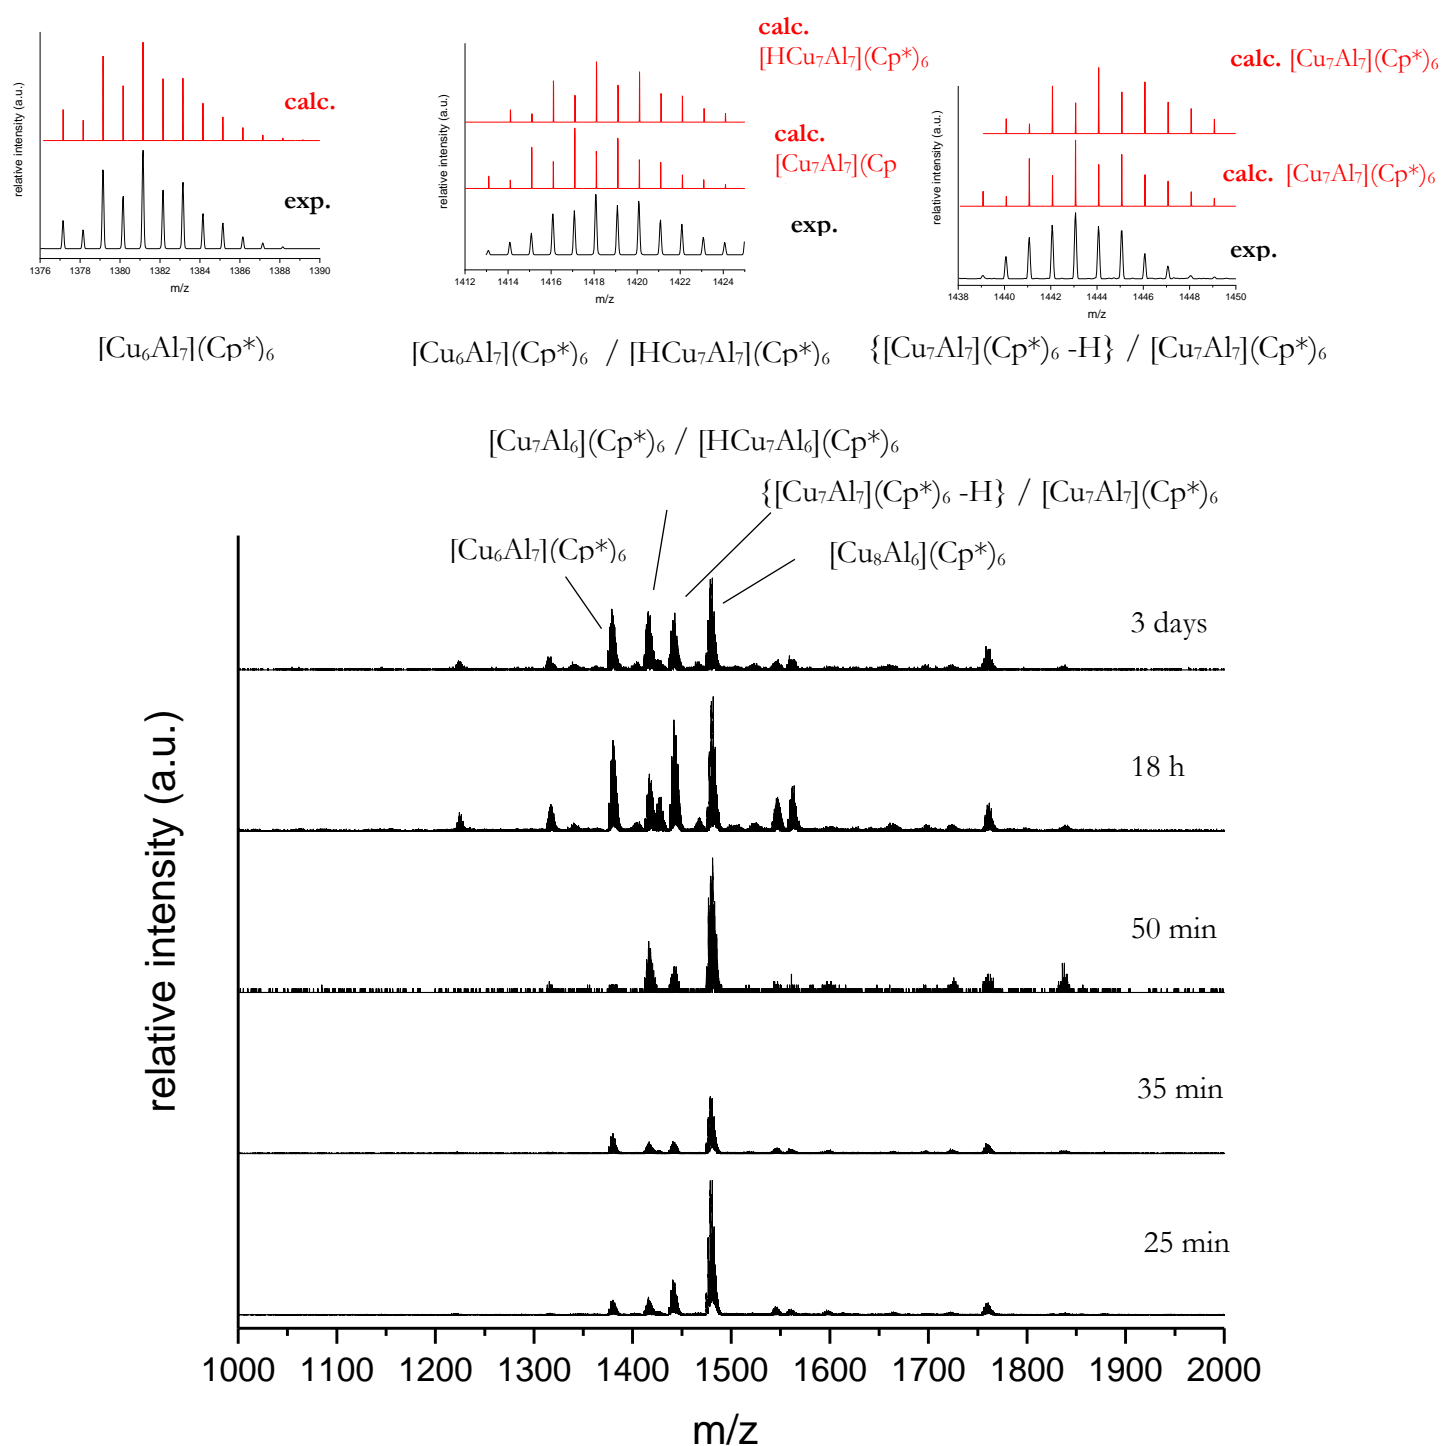 calc.
[HCu₇Al₇](Cp*)₆
calc.
exp.
relative intensity (a.u.)
1376 1378 1380 1382 1384 1386 1388 1390
m/z
calc.
[Cu₇Al₇](Cp
exp.
relative intensity (a.u.)
1412 1414 1416 1418 1420 1422 1424
m/z
calc. [Cu₇Al₇](Cp*)₆
calc. [Cu₇Al₇](Cp*)₆
exp.
relative intensity (a.u.)
1438 1440 1442 1444 1446 1448 1450
m/z
[Cu₆Al₇](Cp*)₆
[Cu₆Al₇](Cp*)₆ / [HCu₇Al₇](Cp*)₆
{[Cu₇Al₇](Cp*)₆ -H} / [Cu₇Al₇](Cp*)₆
[Cu₇Al₆](Cp*)₆ / [HCu₇Al₆](Cp*)₆
{[Cu₇Al₇](Cp*)₆ -H} / [Cu₇Al₇](Cp*)₆
[Cu₆Al₇](Cp*)₆
[Cu₈Al₆](Cp*)₆
3 days
18 h
50 min
35 min
25 min
relative intensity (a.u.)
1000 1100 1200 1300 1400 1500 1600 1700 1800 1900 2000
m/z